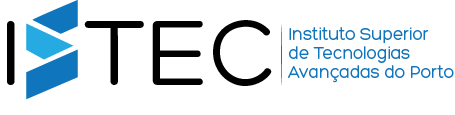 ISTEC
Instituto Superior
de Tecnologias
Avançadas do Porto